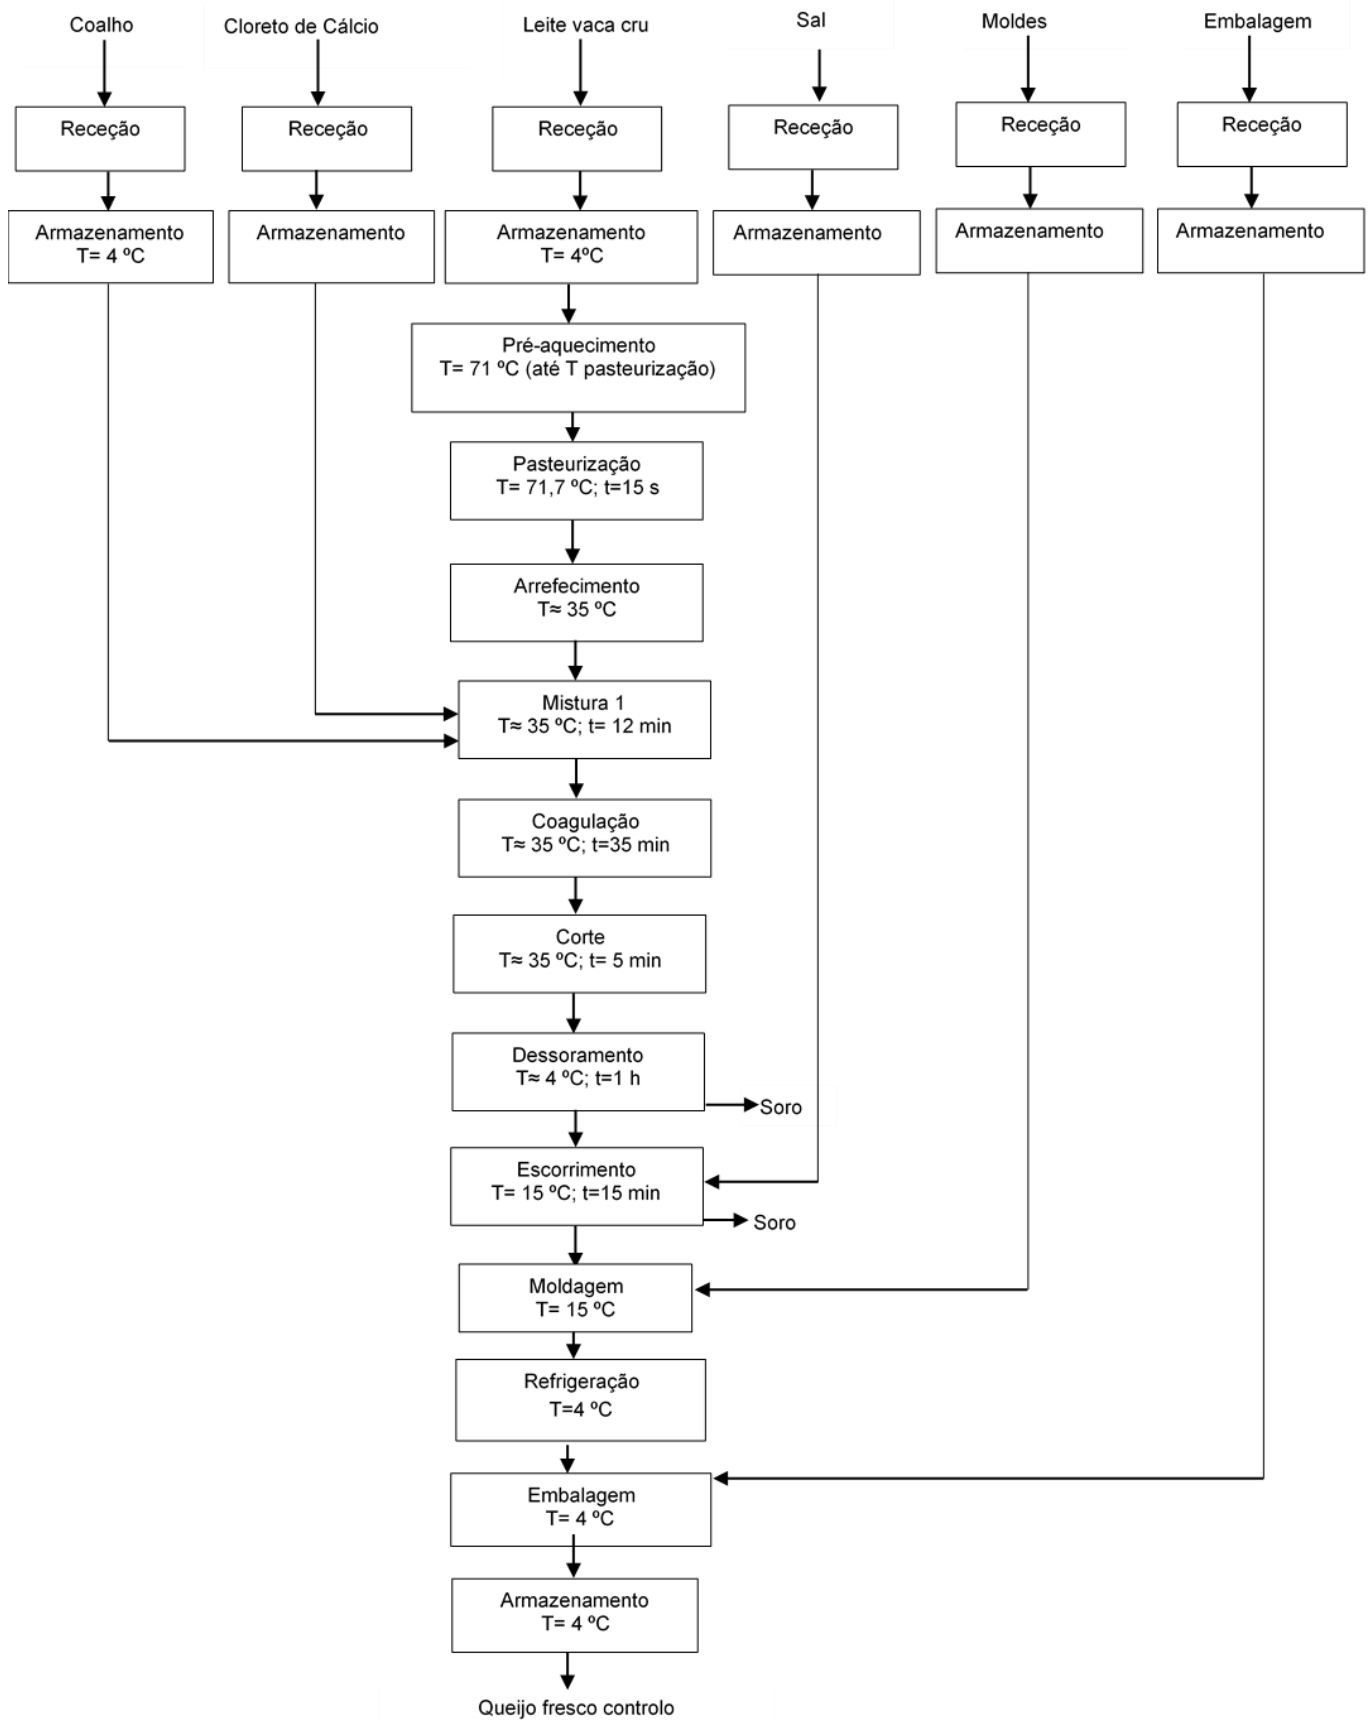 Coalho
Cloreto de Cálcio
Leite vaca cru
Sal
Moldes
Embalagem
Receção
Receção
Receção
Receção
Receção
Receção
Armazenamento
T= 4 ºC
Armazenamento
Armazenamento
T= 4ºC
Armazenamento
Armazenamento
Armazenamento
Pré-aquecimento
T= 71 ºC (até T pasteurização)
Pasteurização
T= 71,7 ºC; t=15 s
Arrefecimento
T≈ 35 ºC
Mistura 1
T≈ 35 ºC; t= 12 min
Coagulação
T≈ 35 ºC; t=35 min
Corte
T≈ 35 ºC; t= 5 min
Dessoramento
T≈ 4 ºC; t=1 h
Soro
Escorrimento
T= 15 ºC; t=15 min
Soro
Moldagem
T= 15 ºC
Refrigeração
T=4 ºC
Embalagem
T= 4 ºC
Armazenamento
T= 4 ºC
Queijo fresco controlo